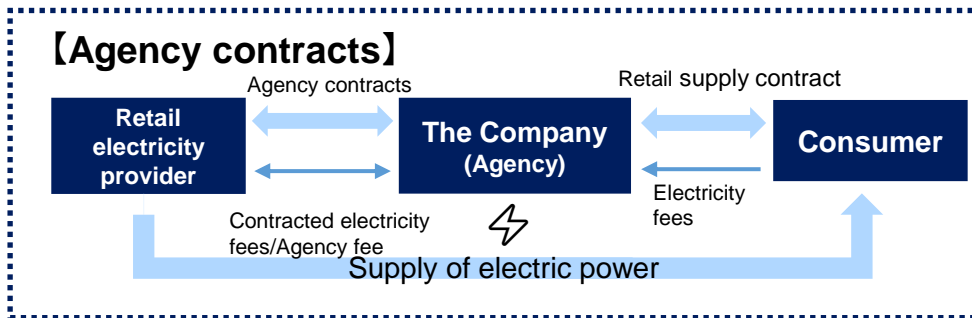 【Agency contracts】
Agency contracts
Retail supply contract
Retail
electricity
provider
The Company
(Agency)
Consumer
Contracted electricity
fees/Agency fee
Electricity
fees
Supply of electric power